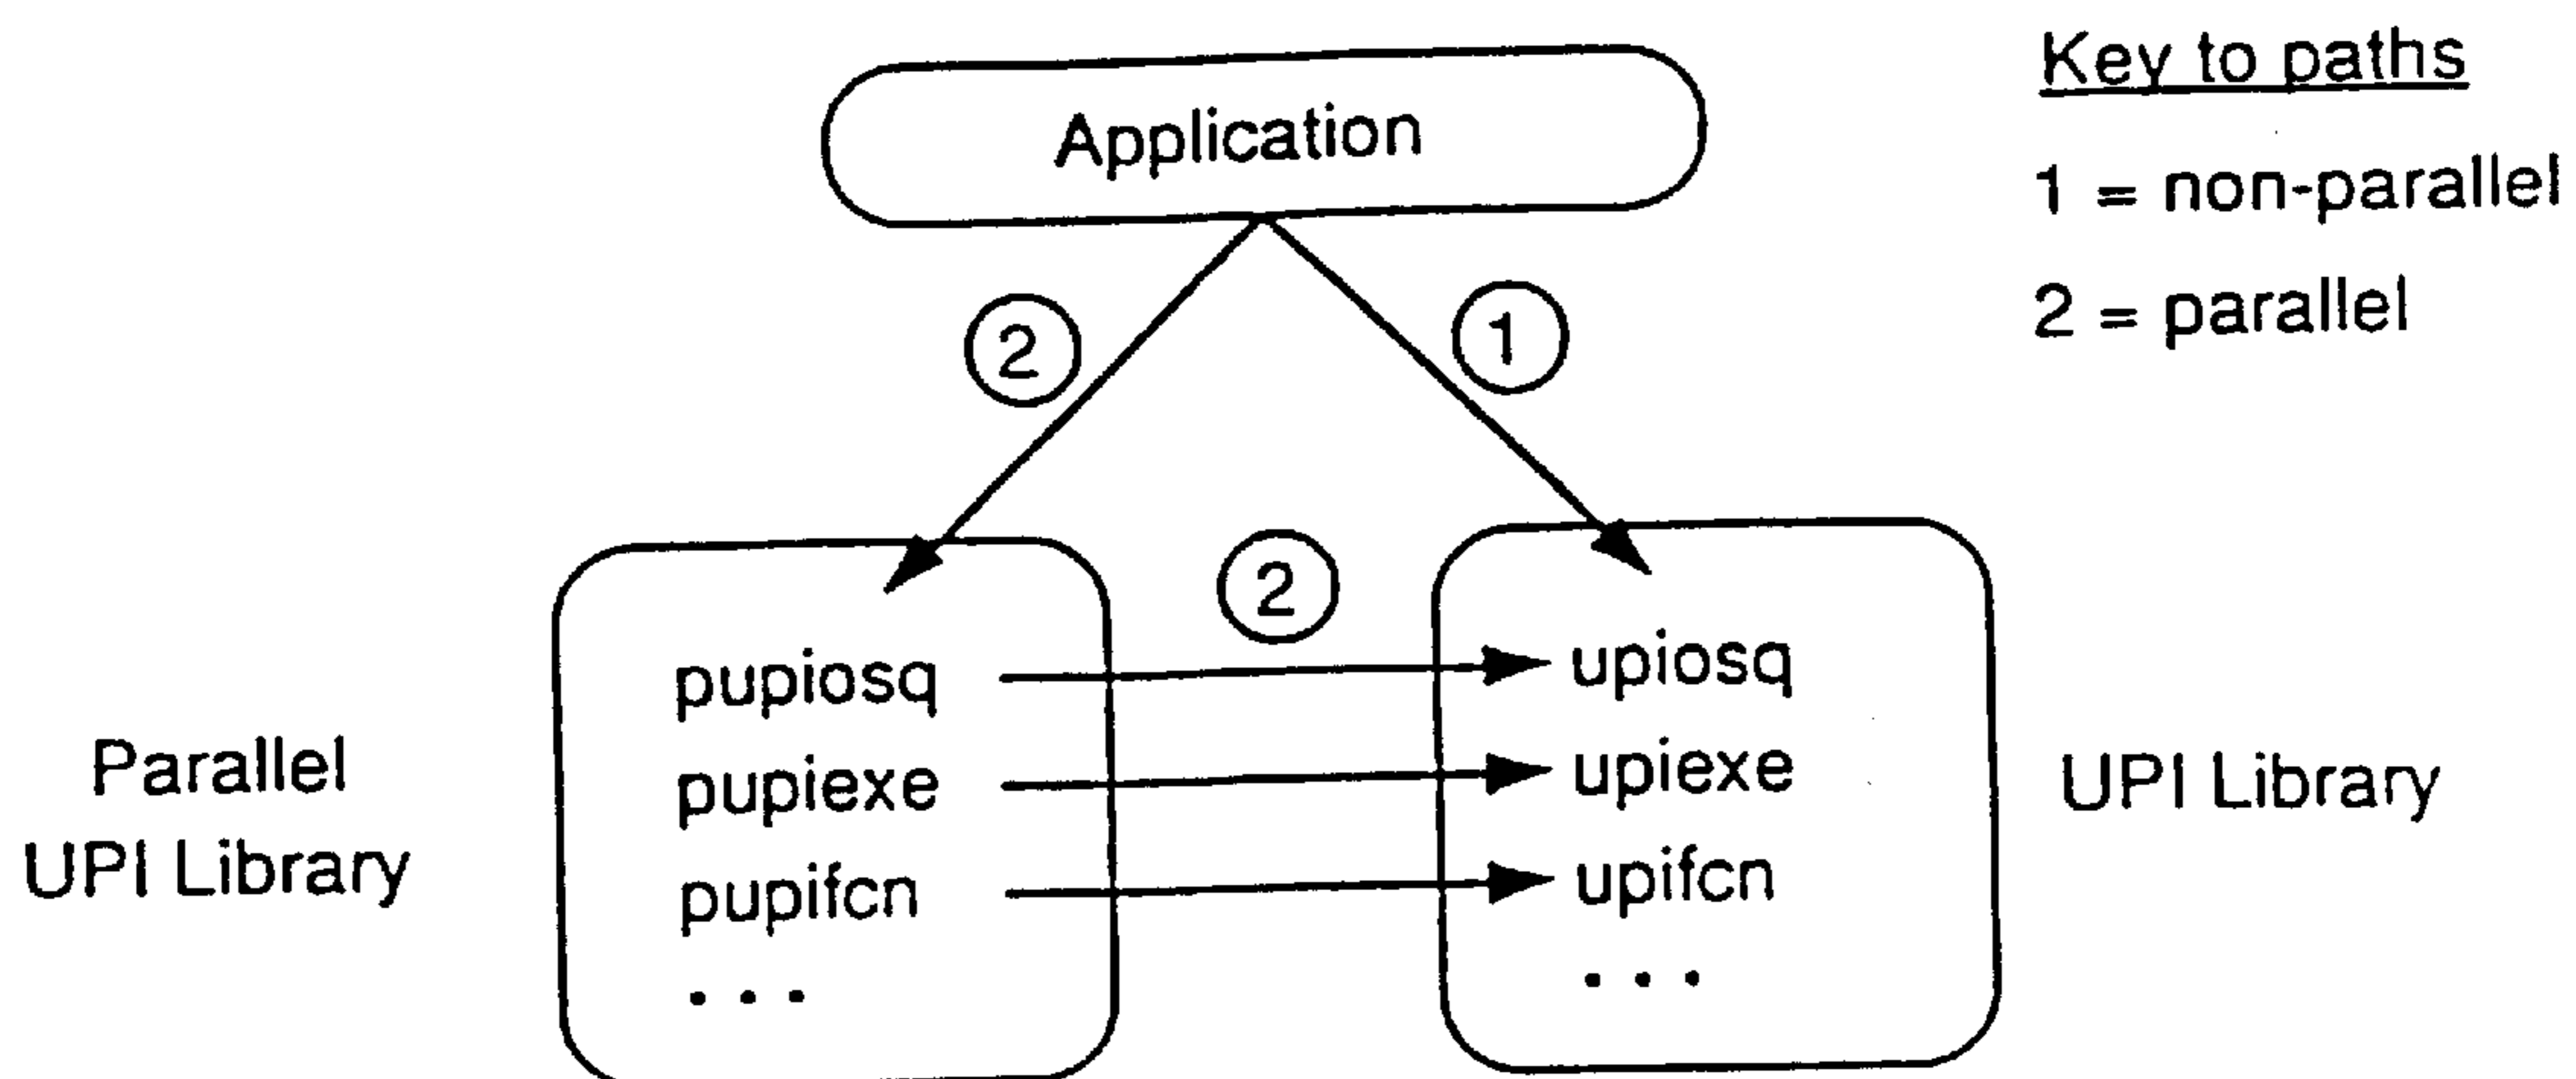 Key to paths
1 = non-parallel
2 = parallel
Application
2
1
2
pupiosq
upiosq
pupiexe
upiexe
pupifcn
upifcn
. . .
. . .
Parallel
UPI Library
UPI Library